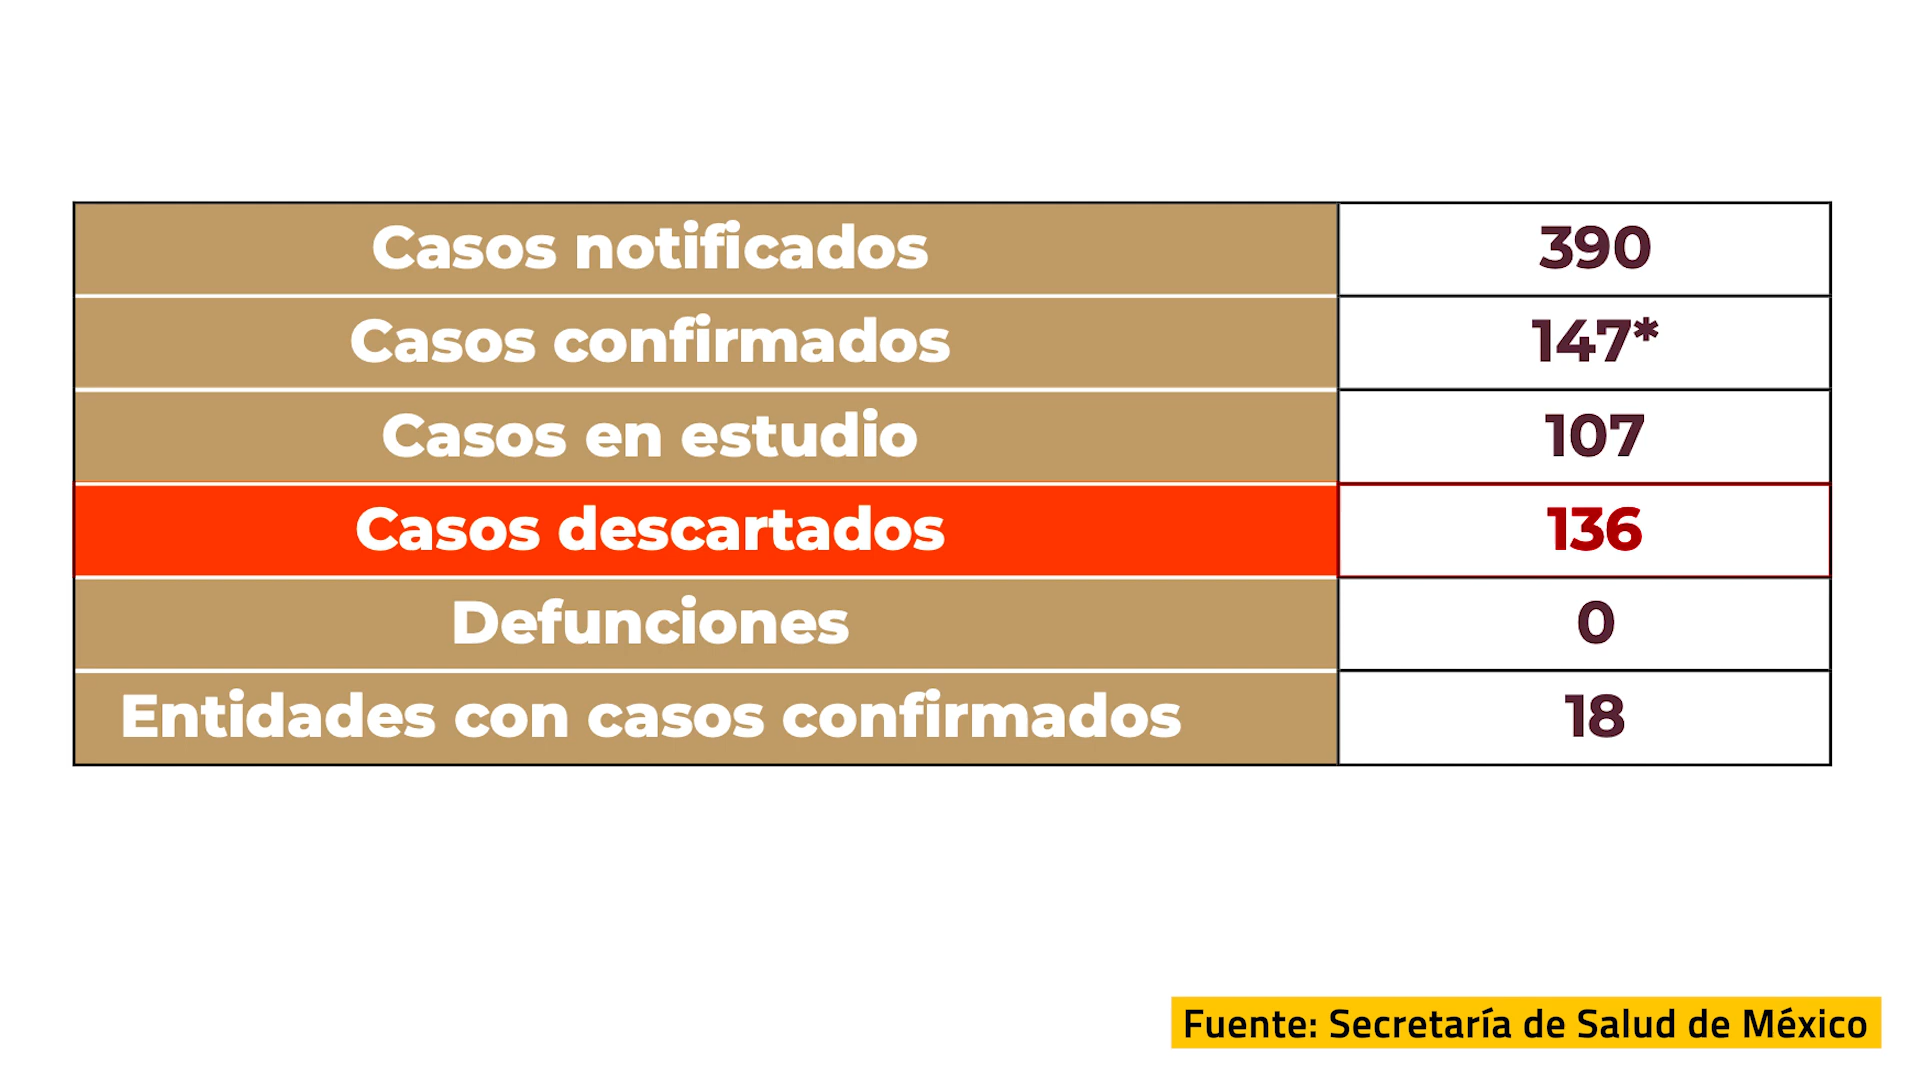 Casos notificados 390
Casos confirmados 147*
Casos en estudio 107
Casos descartados 136
Defunciones 0
Entidades con casos confirmados 18
Fuente: Secretaría de Salud de México